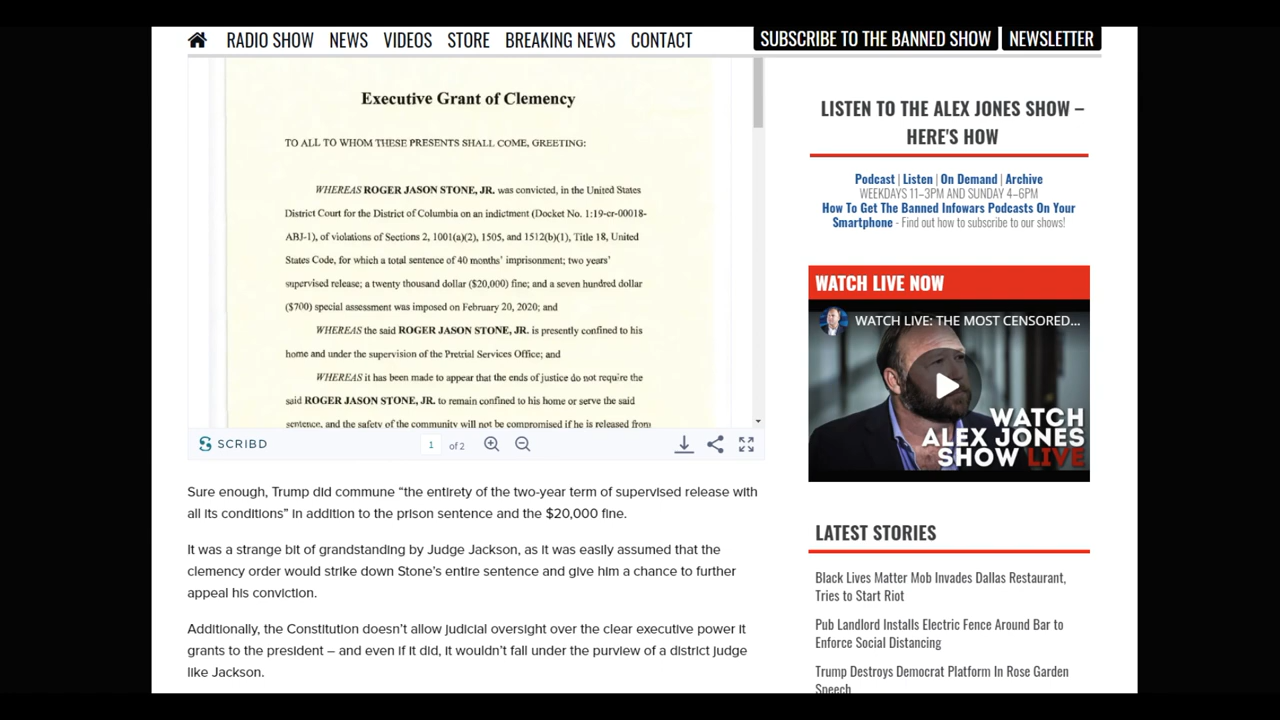 RADIO SHOW NEWS VIDEOS STORE BREAKING NEWS CONTACT SUBSCRIBE TO THE BANNED SHOW NEWSLETTER
Executive Grant of Clemency
TO ALL TO WHOM THESE PRESENTS SHALL COME, GREETING:
WHEREAS ROGER JASON STONE, JR. was convicted, in the United States
District Court for the District of Columbia on an indictment (Docket No. 1:19-cr-00018-
ABJ-1), of violations of Sections 2, 1001(a)(2), 1505, and 1512(b)(1), Title 18, United
States Code, for which a total sentence of 40 months' imprisonment; two years'
supervised release; a twenty thousand dollar ($20,000) fine; and a seven hundred dollar
($700) special assessment was imposed on February 20, 2020; and
WHEREAS the said ROGER JASON STONE, JR. is presently confined to his
home and under the supervision of the Pretrial Services Office; and
WHEREAS it has been made to appear that the ends of justice do not require the
said ROGER JASON STONE, JR. to remain confined to his home or serve the said
sentence, and the safety of the community will not be compromised if he is released from
SCRIBD 1 of 2
Sure enough, Trump did commune “the entirety of the two-year term of supervised release with
all its conditions” in addition to the prison sentence and the $20,000 fine.
It was a strange bit of grandstanding by Judge Jackson, as it was easily assumed that the
clemency order would strike down Stone’s entire sentence and give him a chance to further
appeal his conviction.
Additionally, the Constitution doesn’t allow judicial oversight over the clear executive power it
grants to the president – and even if it did, it wouldn’t fall under the purview of a district judge
like Jackson.
LISTEN TO THE ALEX JONES SHOW –
HERE'S HOW
Podcast | Listen | On Demand | Archive
WEEKDAYS 11–3PM AND SUNDAY 4–6PM
How To Get The Banned Infowars Podcasts On Your
Smartphone - Find out how to subscribe to our shows!
WATCH LIVE NOW
WATCH LIVE: THE MOST CENSORED...
WATCH
ALEX JONES
SHOW LIVE
LATEST STORIES
Black Lives Matter Mob Invades Dallas Restaurant,
Tries to Start Riot
Pub Landlord Installs Electric Fence Around Bar to
Enforce Social Distancing
Trump Destroys Democrat Platform In Rose Garden
Speech